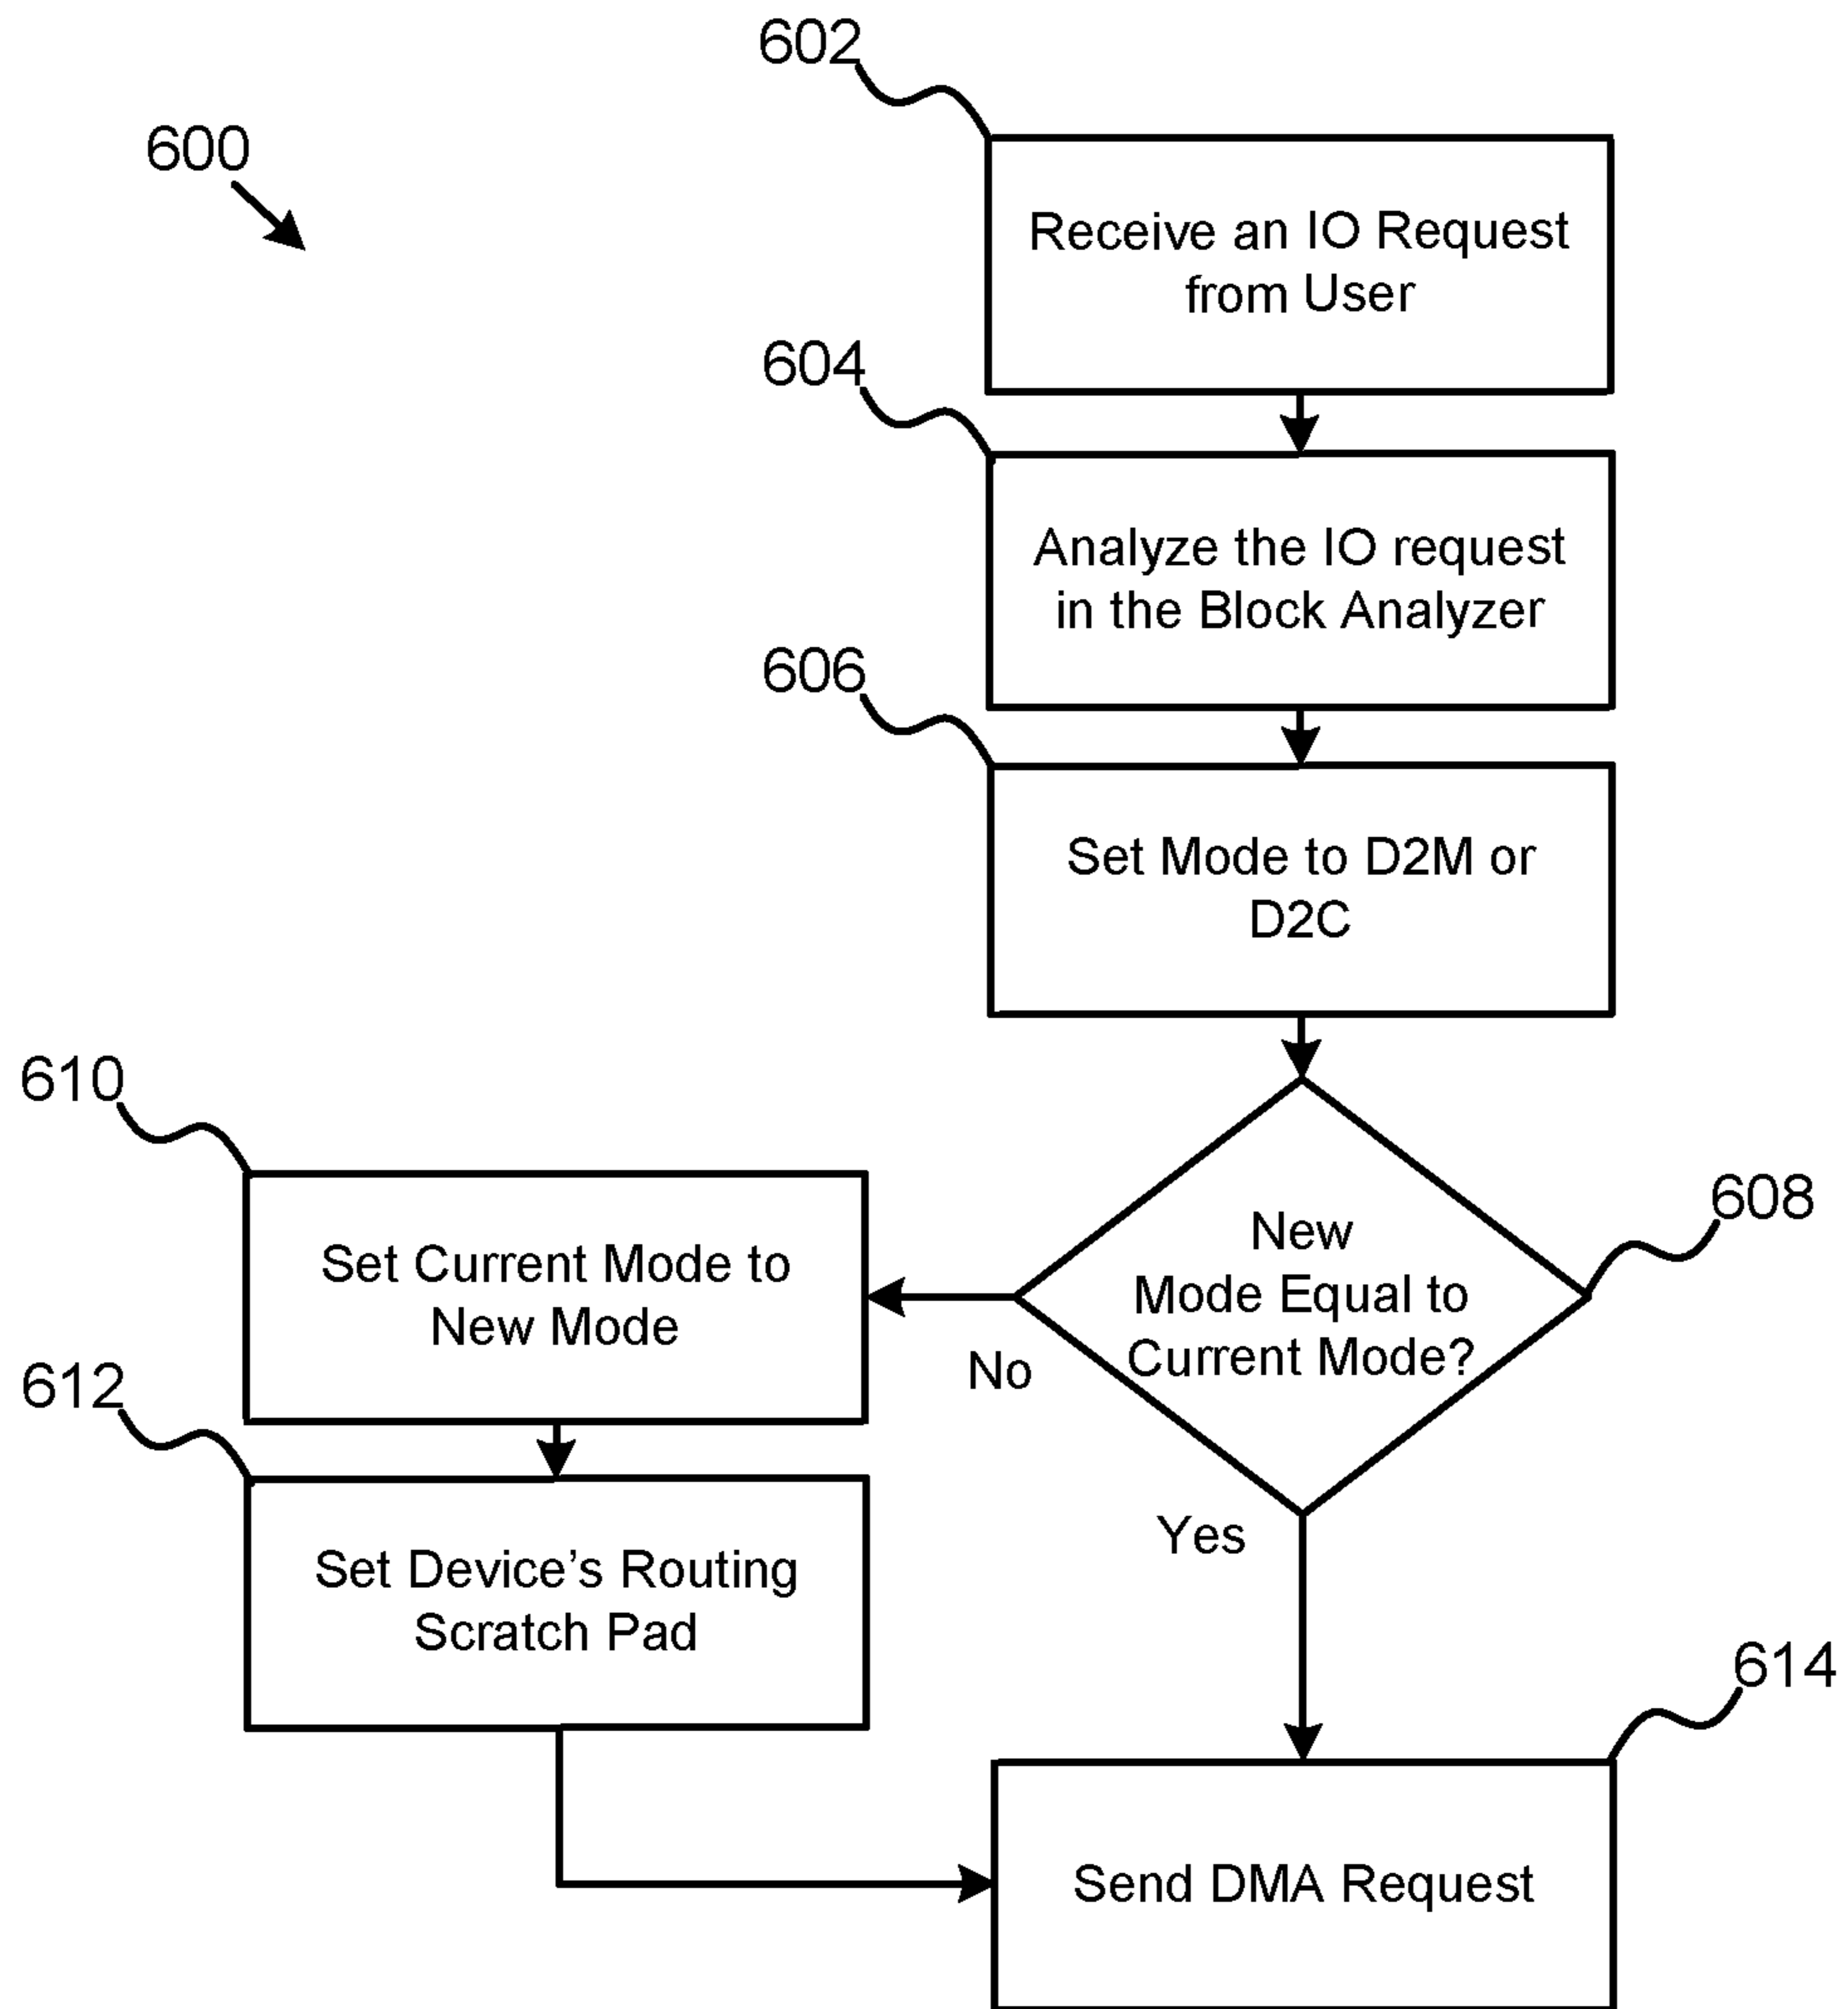 602
600
Receive an IO Request
from User
604
Analyze the IO request
in the Block Analyzer
606
Set Mode to D2M or
D2C
610
608
New
Mode Equal to
Current Mode?
Set Current Mode to
New Mode
No
612
Yes
Set Device's Routing
Scratch Pad
614
Send DMA Request